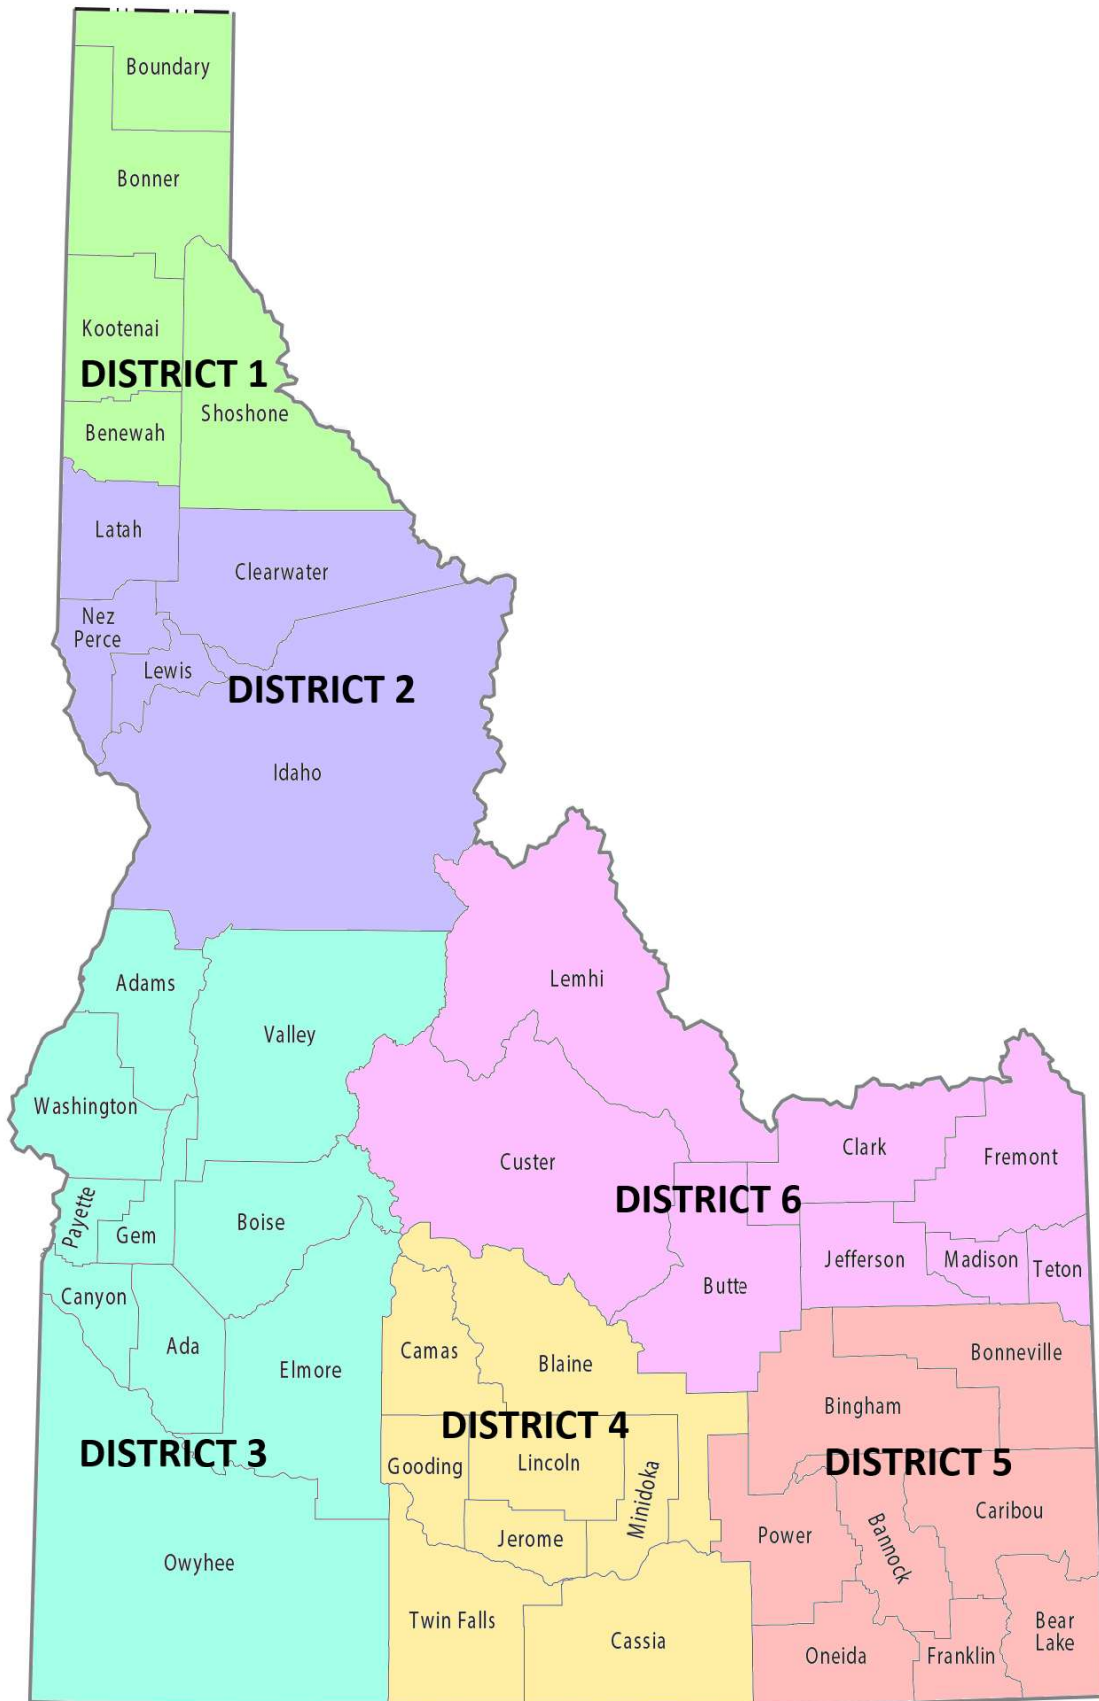 Boundary
Bonner
Kootenai
DISTRICT 1
Shoshone
Benewah
Latah
Clearwater
Nez
Perce
Lewis
DISTRICT 2
Idaho
Adams
Lemhi
Valley
Washington
Custer
Clark
Fremont
DISTRICT 6
Payette
Gem
Boise
Butte
Jefferson
Madison
Teton
Canyon
Ada
Elmore
Camas
Blaine
Bonneville
Bingham
DISTRICT 3
DISTRICT 4
DISTRICT 5
Gooding
Lincoln
Minidoka
Jerome
Power
Bannock
Caribou
Owyhee
Twin Falls
Cassia
Oneida
Franklin
Bear
Lake